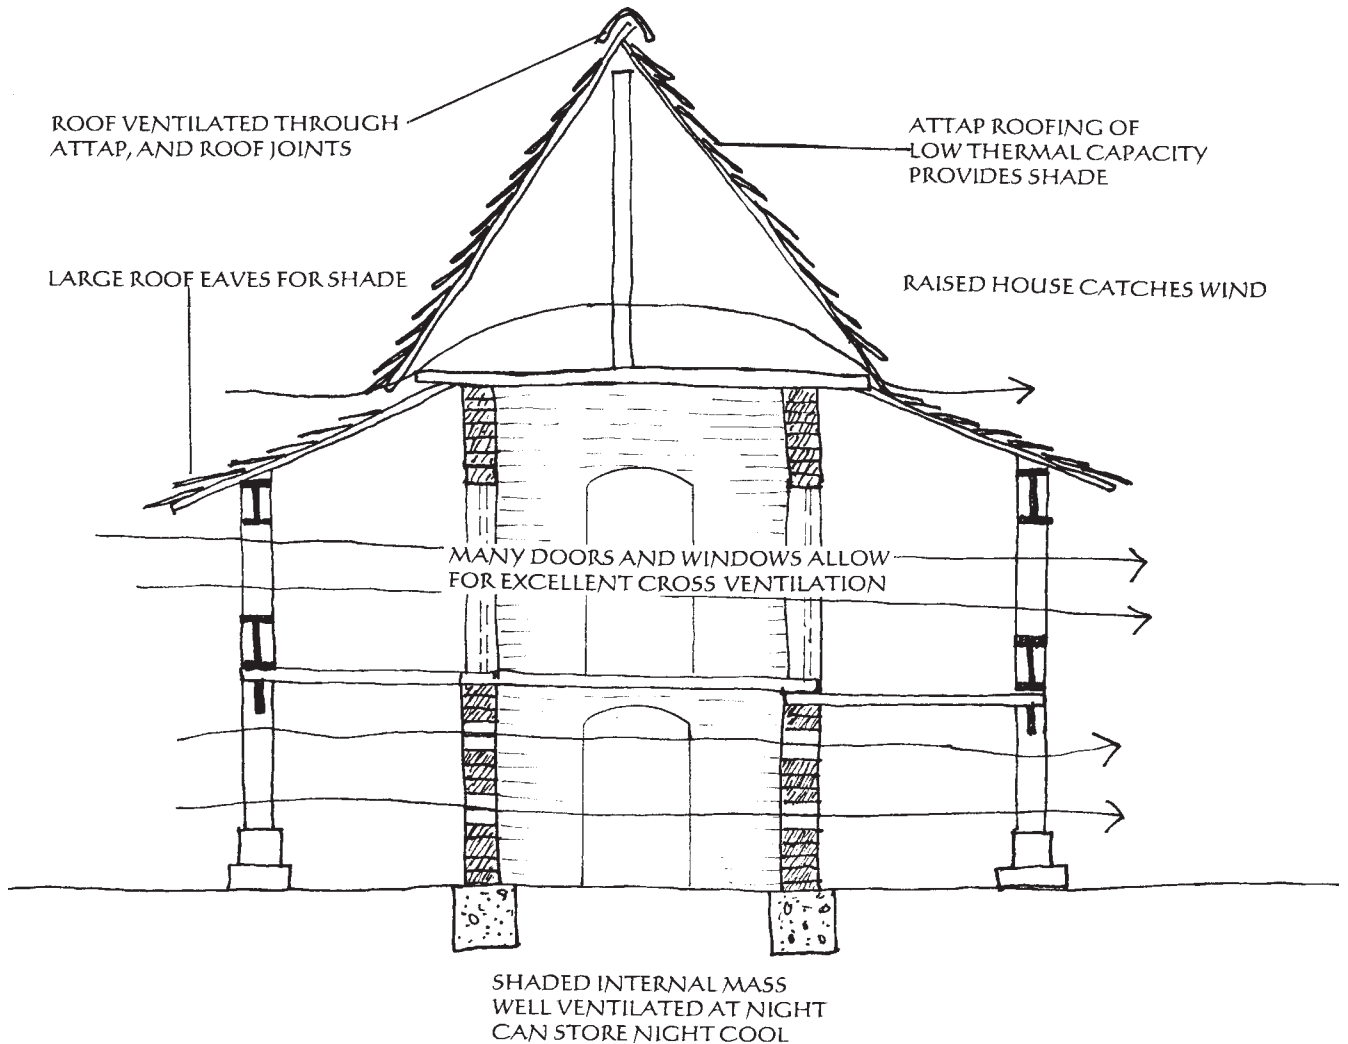 ROOF VENTILATED THROUGH
ATTAP, AND ROOF JOINTS
ATTAP ROOFING OF
LOW THERMAL CAPACITY
PROVIDES SHADE
LARGE ROOF EAVES FOR SHADE
RAISED HOUSE CATCHES WIND
MANY DOORS AND WINDOWS ALLOW
FOR EXCELLENT CROSS VENTILATION
SHADED INTERNAL MASS
WELL VENTILATED AT NIGHT
CAN STORE NIGHT COOL